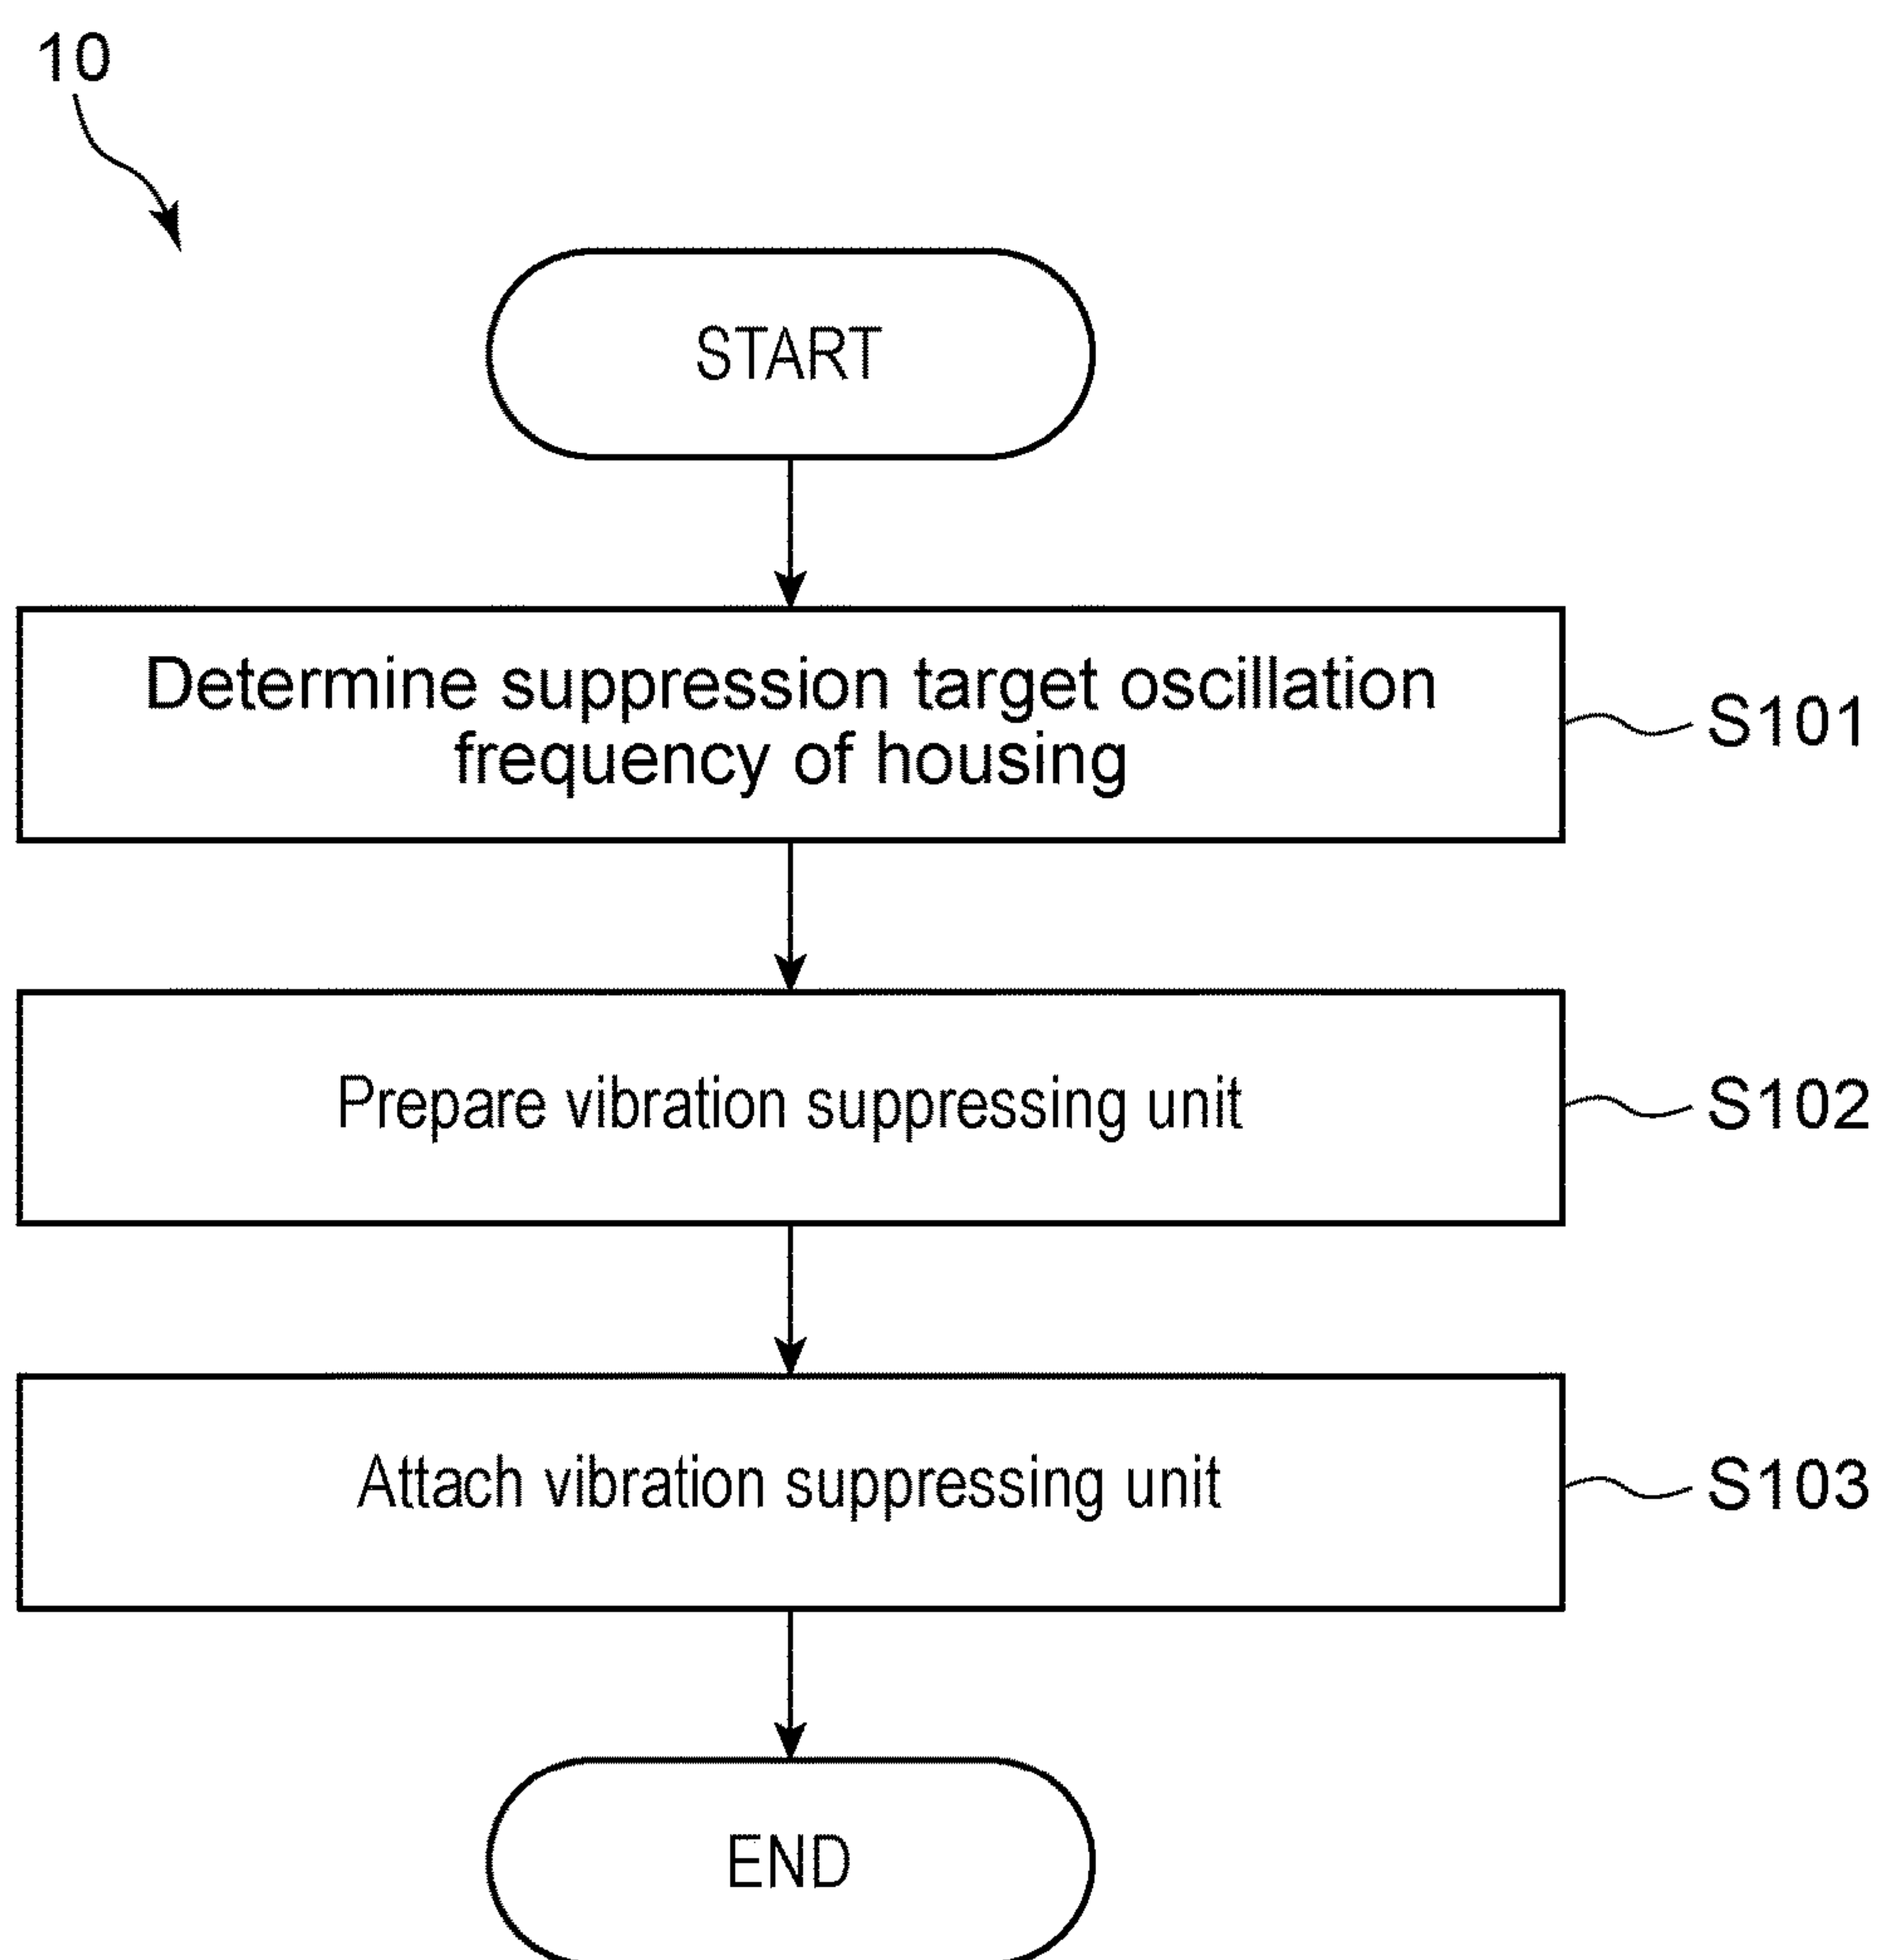 10
START
Determine suppression target oscillation
frequency of housing
S101
Prepare vibration suppressing unit
S102
Attach vibration suppressing unit
S103
END